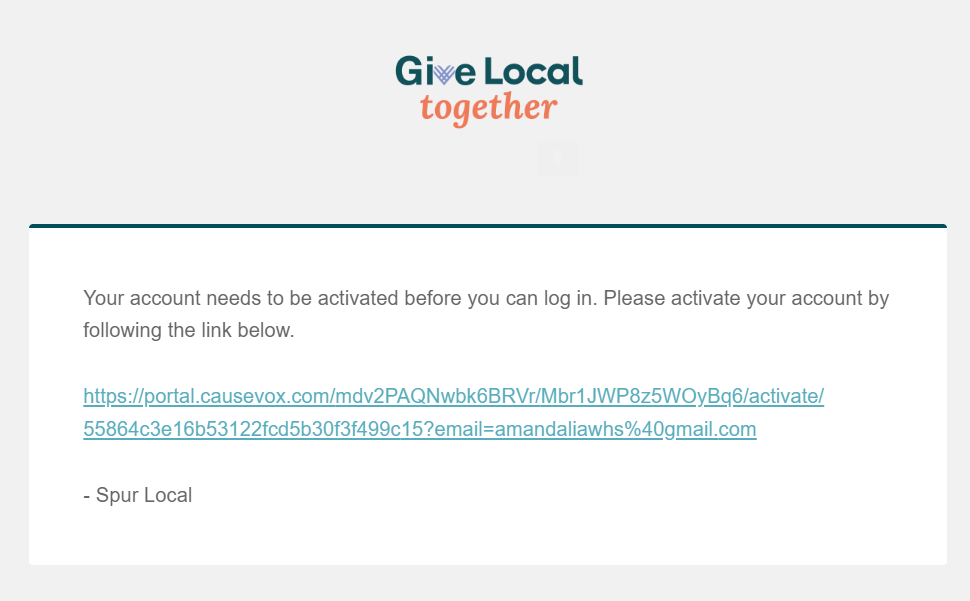 Give Local
together
Your account needs to be activated before you can log in. Please activate your account by
following the link below.
https://portal.causevox.com/mdv2PAQNwbk6BRVr/Mbr1JWP8z5WOyBq6/activate/
55864c3e16b53122fcd5b30f3f499c15?email=amandaliawhs%40gmail.com
- Spur Local